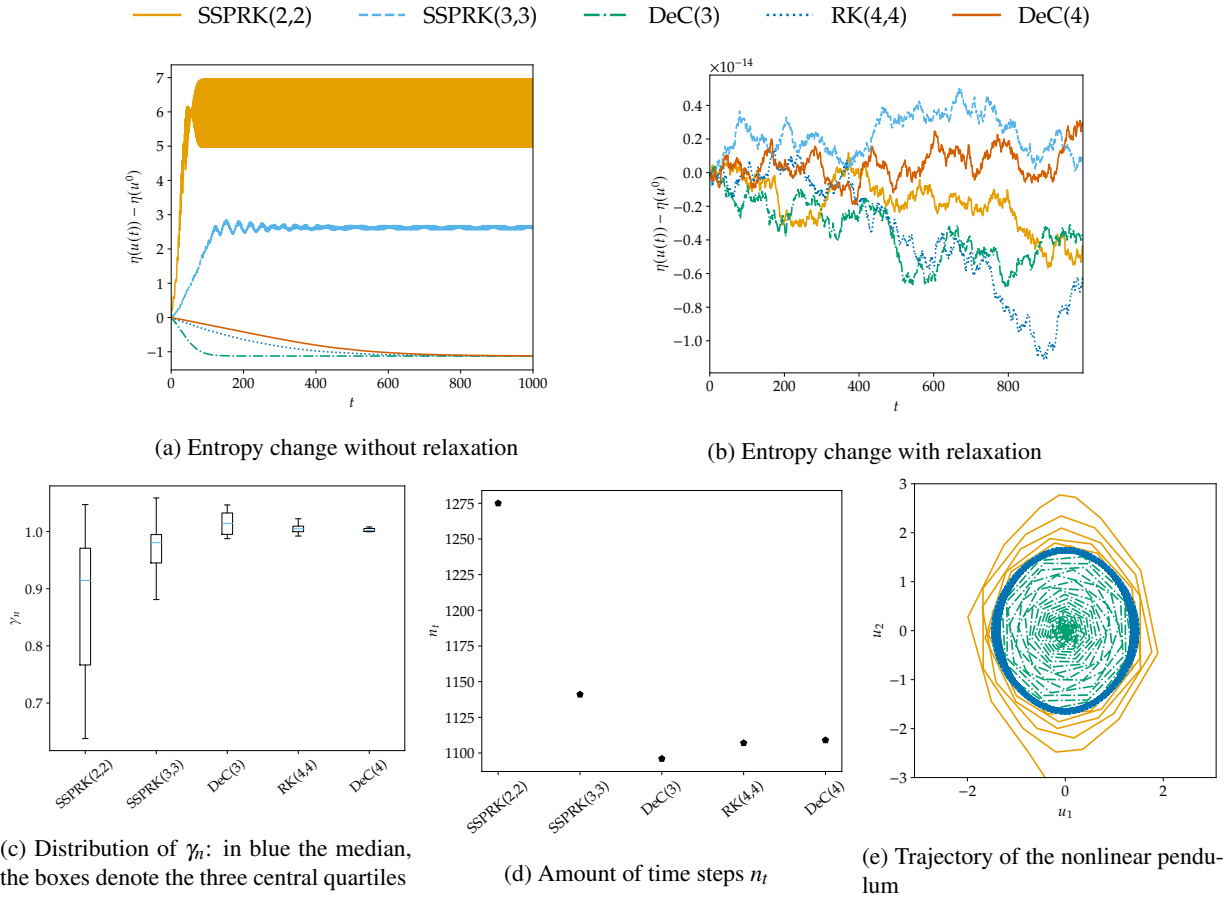 SSPRK(2,2) SSPRK(3,3) DeC(3) RK(4,4) DeC(4)
7
6
5
4
3
2
1
0
−1
η(u(t)) − η(u⁰)
0 200 400 600 800 1000
t
(a) Entropy change without relaxation
×10⁻¹⁴
0.4
0.2
0.0
−0.2
−0.4
−0.6
−0.8
−1.0
η(u(t)) − η(u⁰)
0 200 400 600 800
t
(b) Entropy change with relaxation
1.0
0.9
0.8
0.7
γₙ
SSPRK(2,2) SSPRK(3,3) DeC(3) RK(4,4) DeC(4)
(c) Distribution of γₙ: in blue the median,
the boxes denote the three central quartiles
1275
1250
1225
1200
1175
1150
1125
1100
nₜ
SSPRK(2,2) SSPRK(3,3) DeC(3) RK(4,4) DeC(4)
(d) Amount of time steps nₜ
3
2
1
0
−1
−2
−3
u₂
−2 0 2
u₁
(e) Trajectory of the nonlinear pendu-
lum